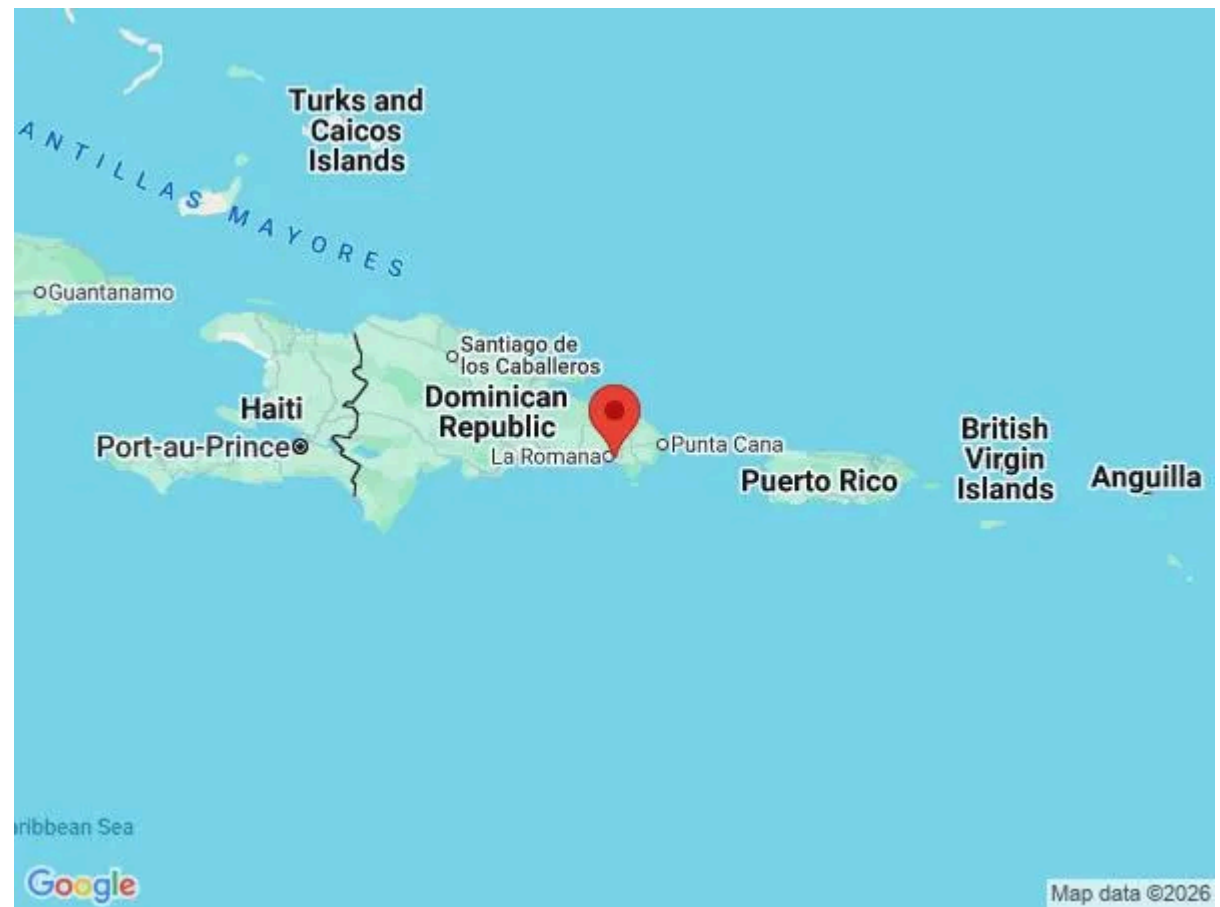 Turks and
Caicos
Islands
ANTILLAS MAYORES
Guantanamo
Santiago de
los Caballeros
Haiti
Dominican
Republic
Port-au-Prince
La Romana
Punta Cana
Puerto Rico
British
Virgin
Islands
Anguilla
aribbean Sea
Google
Map data ©2026